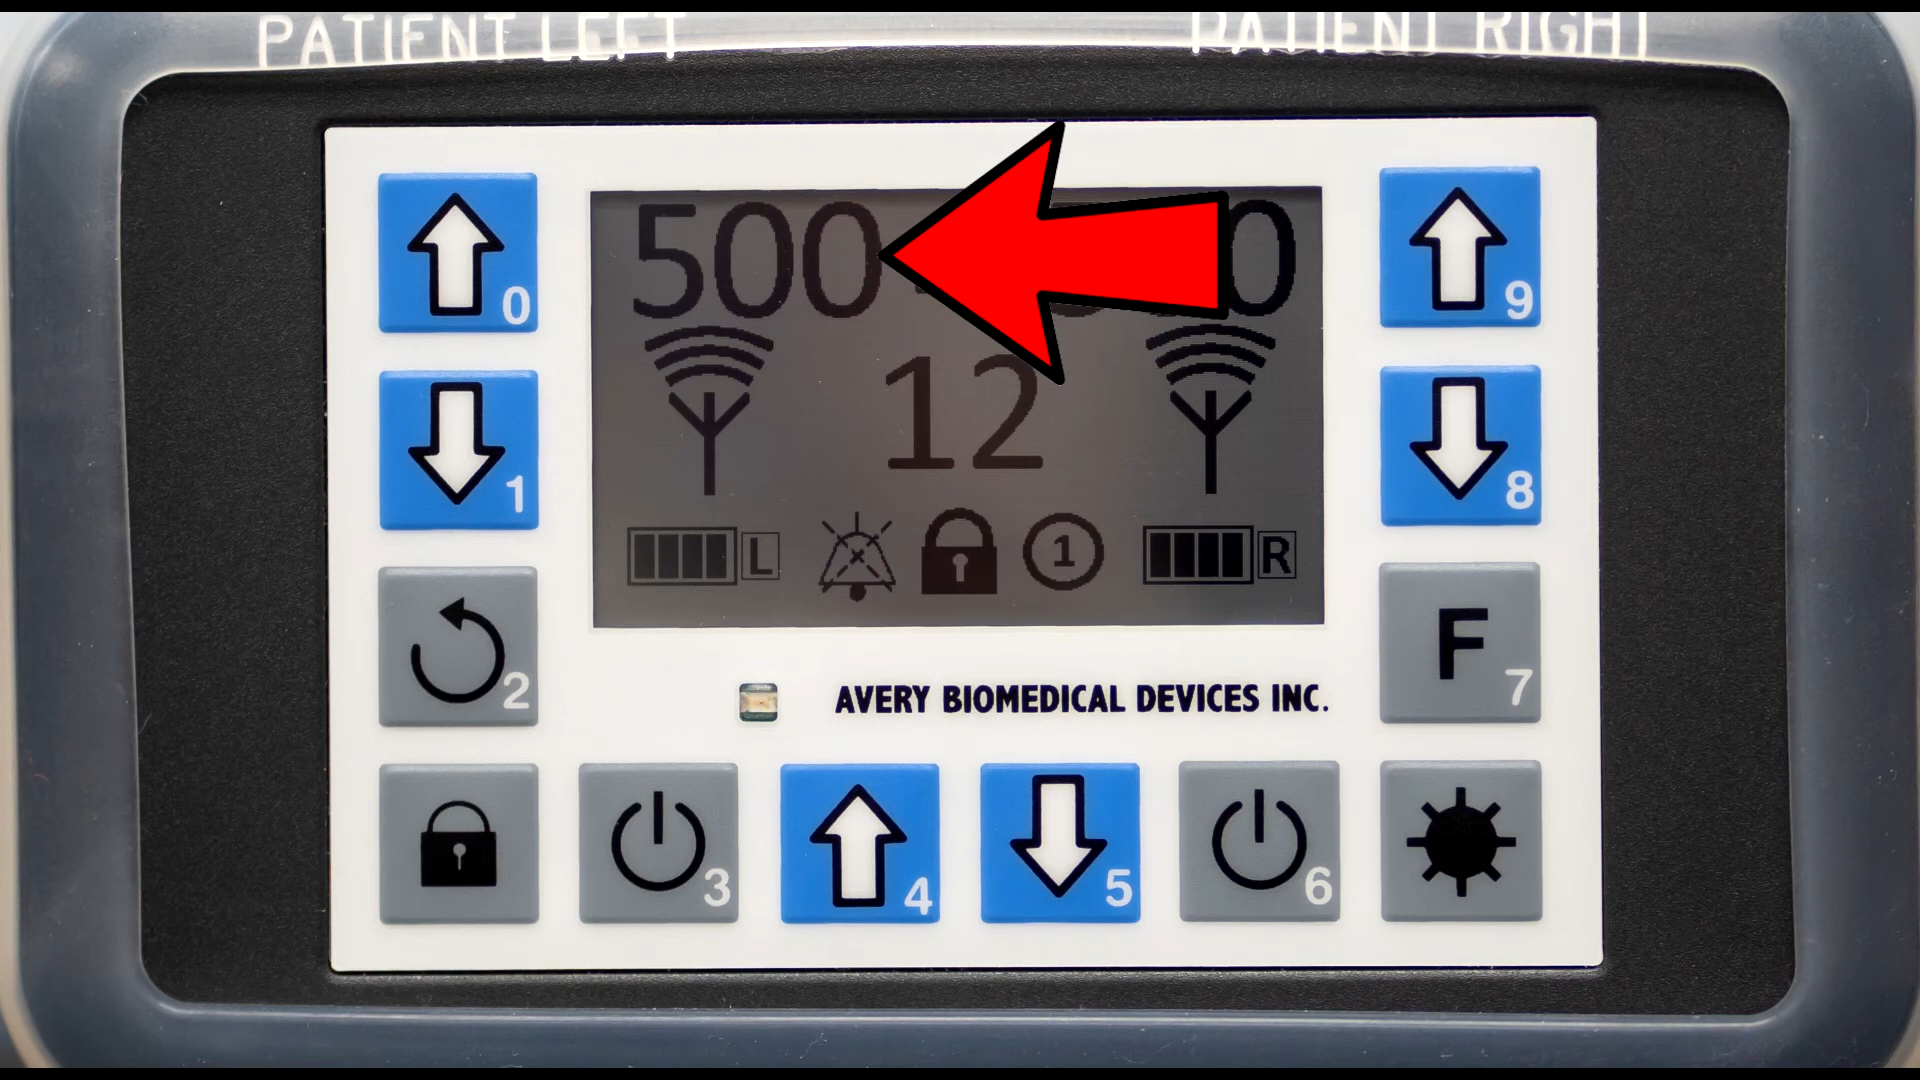 PATIENT LEFT
PATIENT RIGHT
500
12
L
1
R
0
9
1
8
2
F
7
AVERY BIOMEDICAL DEVICES INC.
3
4
5
6